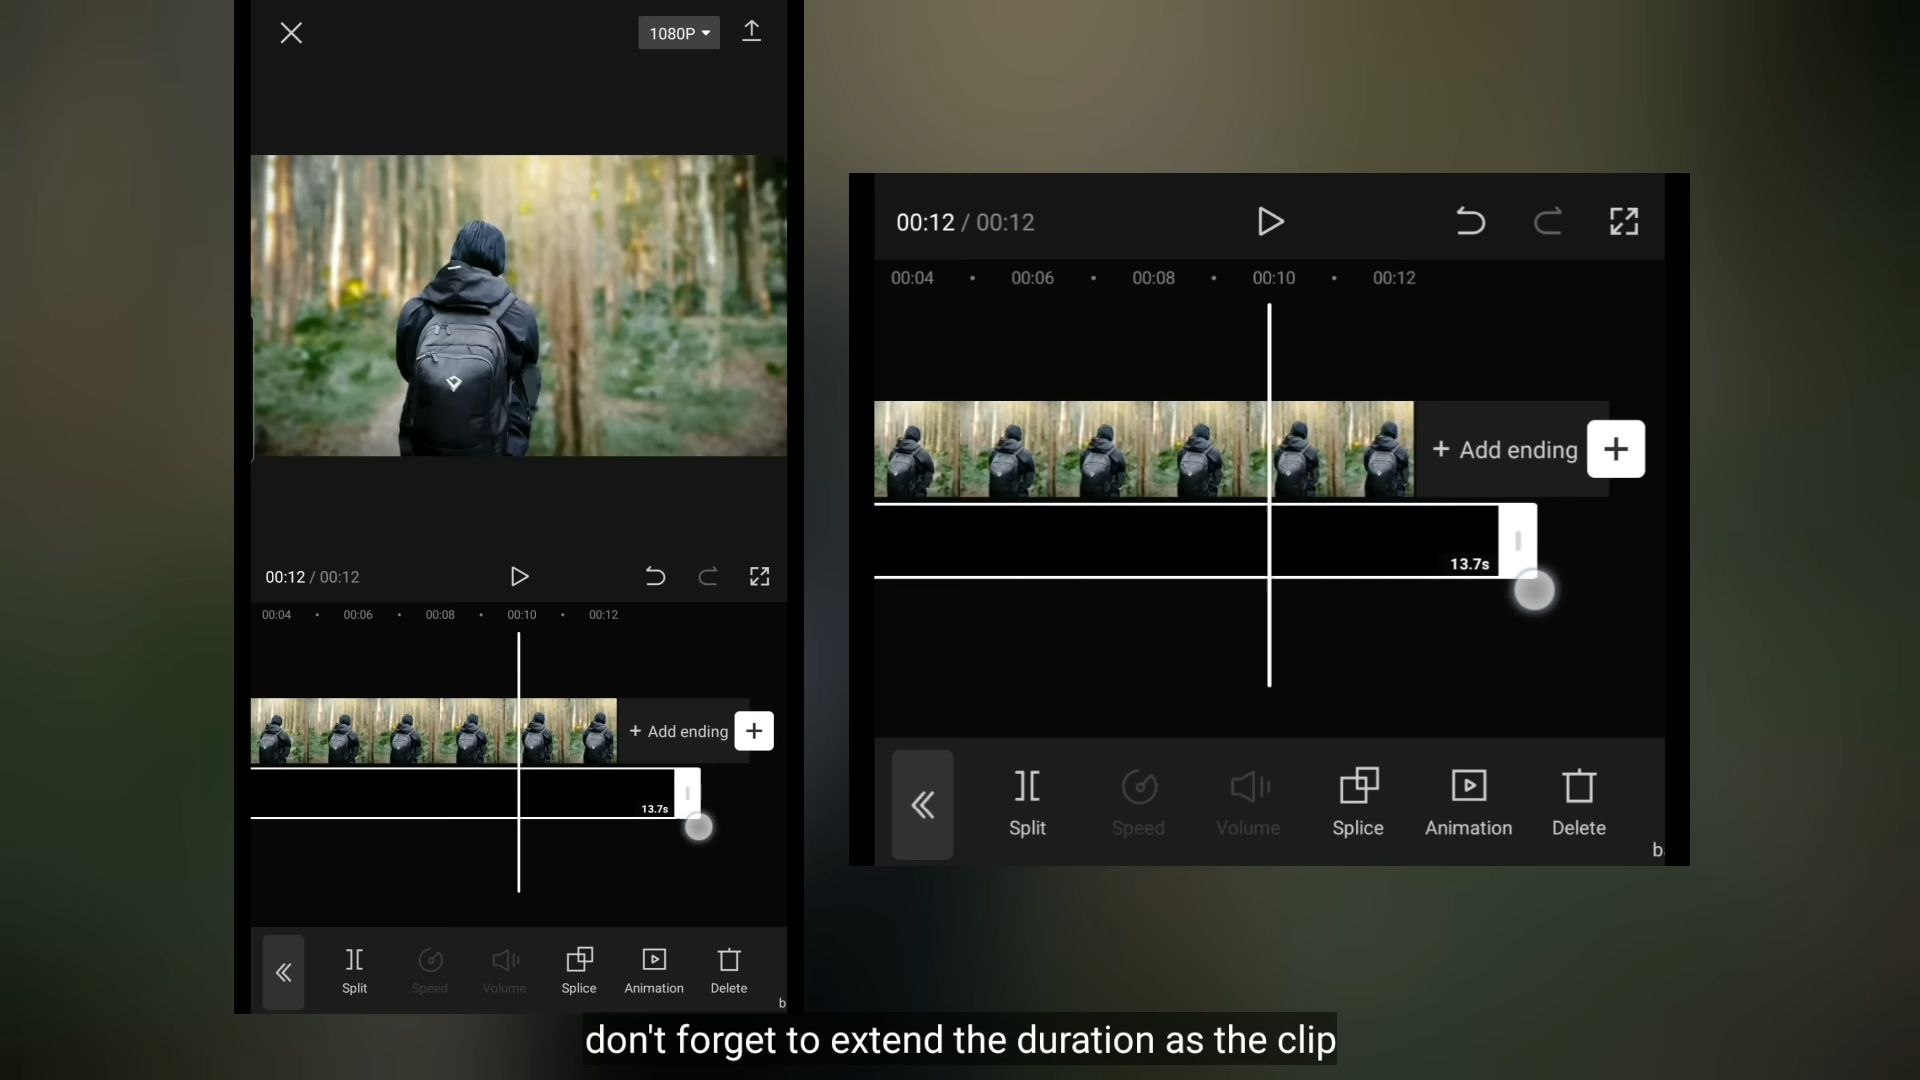 1080P
00:12 / 00:12
00:04 00:06 00:08 00:10 00:12
+ Add ending
13.7s
Split Speed Volume Splice Animation Delete
b
00:12 / 00:12
00:04 00:06 00:08 00:10 00:12
+ Add ending
13.7s
Split Speed Volume Splice Animation Delete
b
don't forget to extend the duration as the clip